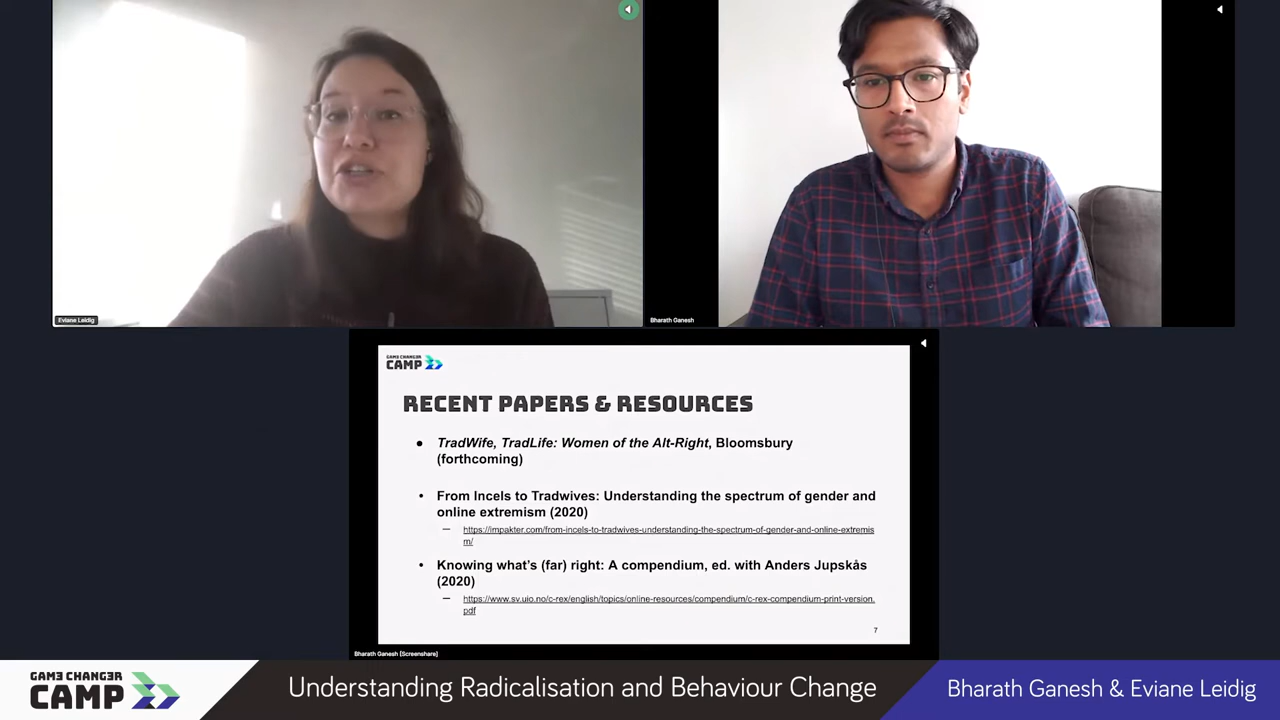 Eviane Leidig
Bharath Ganesh
GAME CHANGER
CAMP
RECENT PAPERS & RESOURCES
• TradWife, TradLife: Women of the Alt-Right, Bloomsbury
(forthcoming)
• From Incels to Tradwives: Understanding the spectrum of gender and
online extremism (2020)
– https://impakter.com/from-incels-to-tradwives-understanding-the-spectrum-of-gender-and-online-extremis
m/
• Knowing what's (far) right: A compendium, ed. with Anders Jupskås
(2020)
– https://www.sv.uio.no/c-rex/english/topics/online-resources/compendium/c-rex-compendium-print-version.
pdf
7
Bharath Ganesh [Screenshare]
GAM3 CHANG3R
CAMP
Understanding Radicalisation and Behaviour Change
Bharath Ganesh & Eviane Leidig